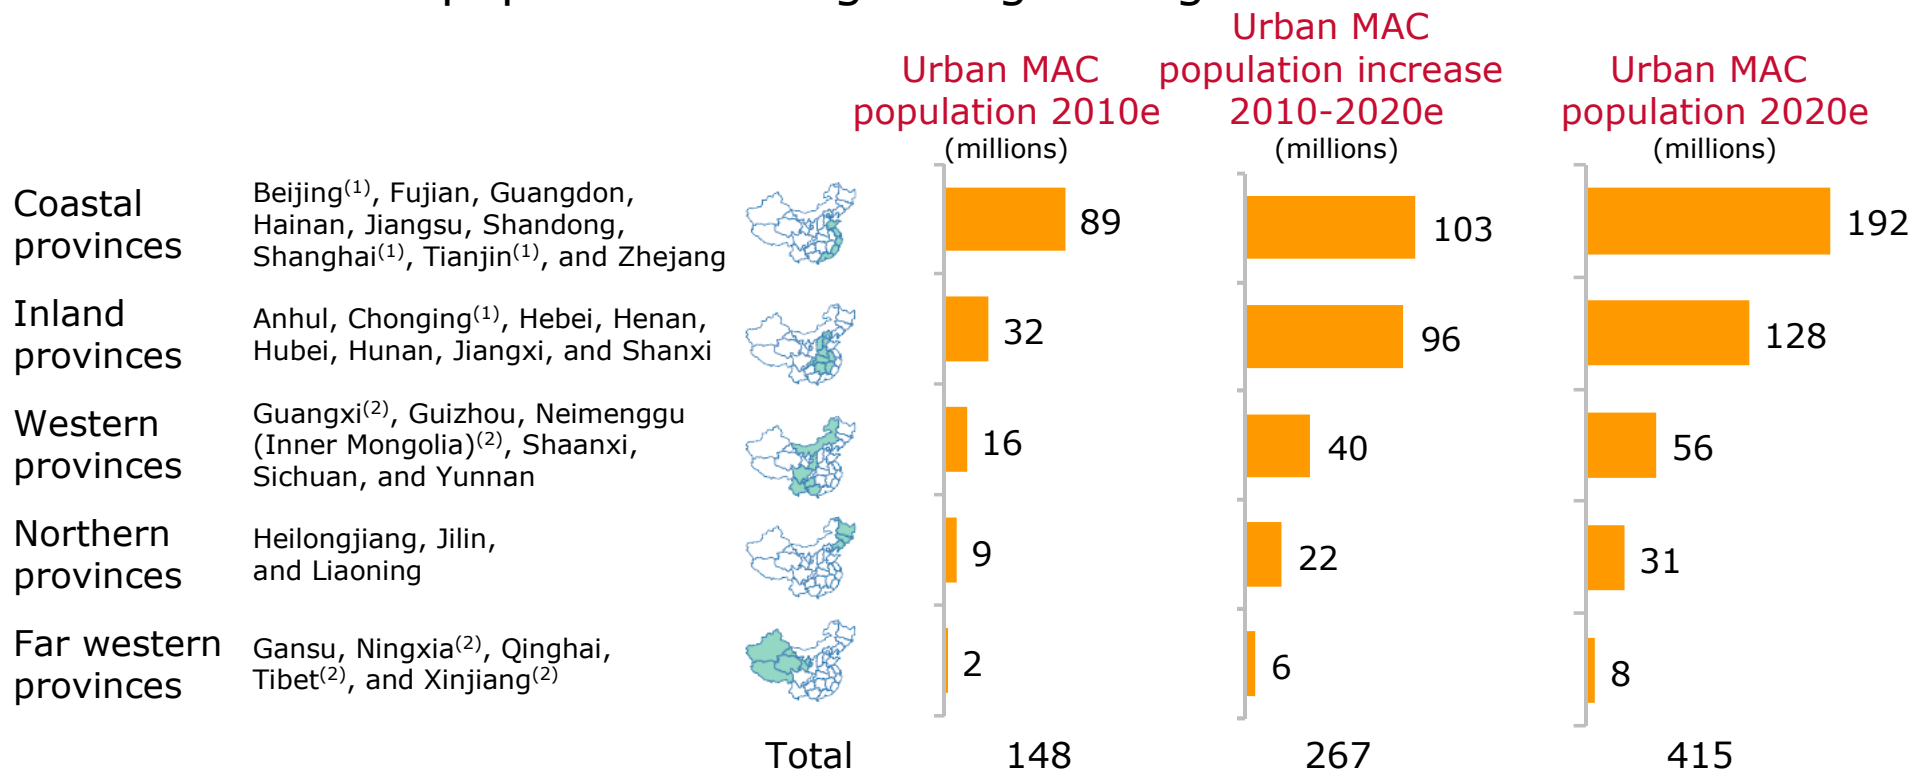 Urban MAC
population 2010e
(millions)
Urban MAC
population increase
2010-2020e
(millions)
Urban MAC
population 2020e
(millions)
Coastal
provinces
Beijing(1), Fujian, Guangdon,
Hainan, Jiangsu, Shandong,
Shanghai(1), Tianjin(1), and Zhejang
89
103
192
Inland
provinces
Anhul, Chonging(1), Hebei, Henan,
Hubei, Hunan, Jiangxi, and Shanxi
32
96
128
Western
provinces
Guangxi(2), Guizhou, Neimenggu
(Inner Mongolia)(2), Shaanxi,
Sichuan, and Yunnan
16
40
56
Northern
provinces
Heilongjiang, Jilin,
and Liaoning
9
22
31
Far western
provinces
Gansu, Ningxia(2), Qinghai,
Tibet(2), and Xinjiang(2)
2
6
8
Total
148
267
415